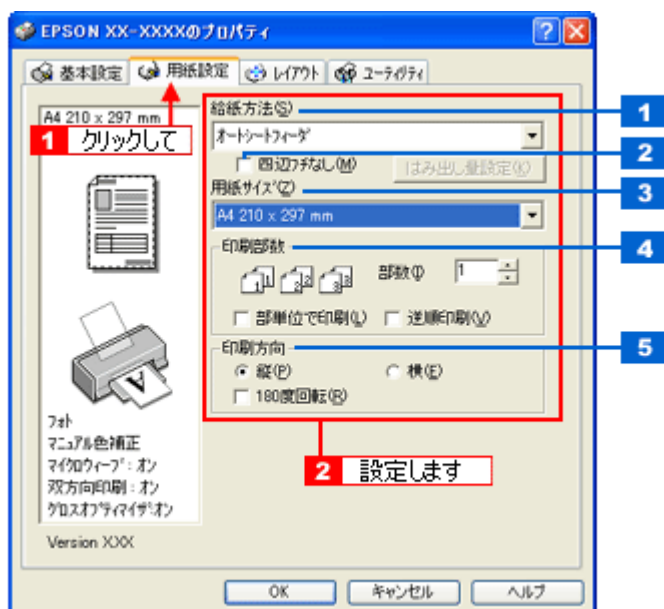 EPSON XX-XXXXのプロパティ
基本設定 用紙設定 レイアウト ユーティリティ
A4 210 x 297 mm
1 クリックして
給紙方法(S)
1
オートシートフィーダ
2
四辺フチなし(M) はみ出し量設定(K)
用紙サイズ(Z)
3
A4 210 x 297 mm
印刷部数
4
1 1 2 2 3 3
部数(I) 1
部単位で印刷(L) 逆順印刷(V)
印刷方向
5
縦(P) 横(E)
180度回転(R)
A
2 設定します
フォト
マニュアル色補正
マイクロウィーブ:オン
双方向印刷:オン
グロスオプティマイザ:オン
Version XXX
OK キャンセル ヘルプ